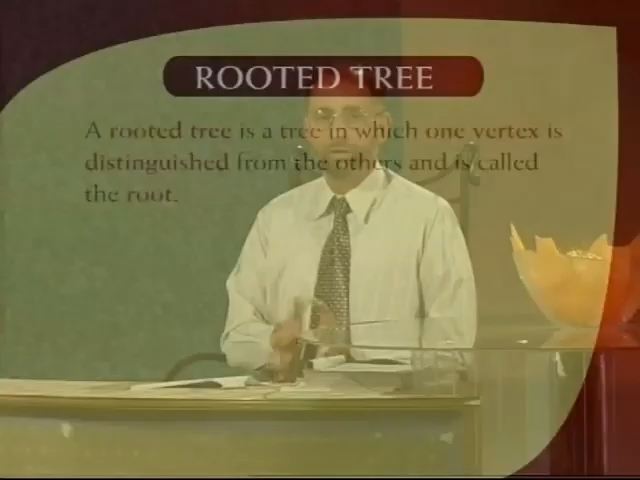 ROOTED TREE
A rooted tree is a tree in which one vertex is
distinguished from the others and is called
the root.